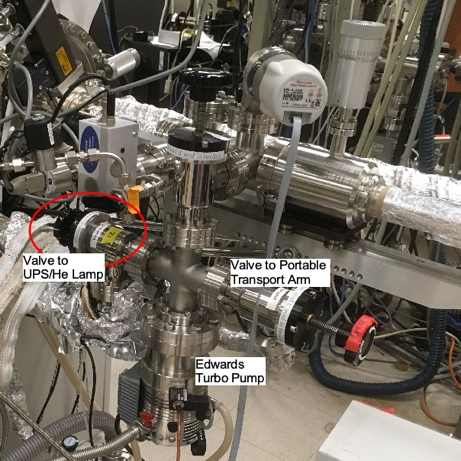 Valve to
UPS/He Lamp
Valve to Portable
Transport Arm
Edwards
Turbo Pump